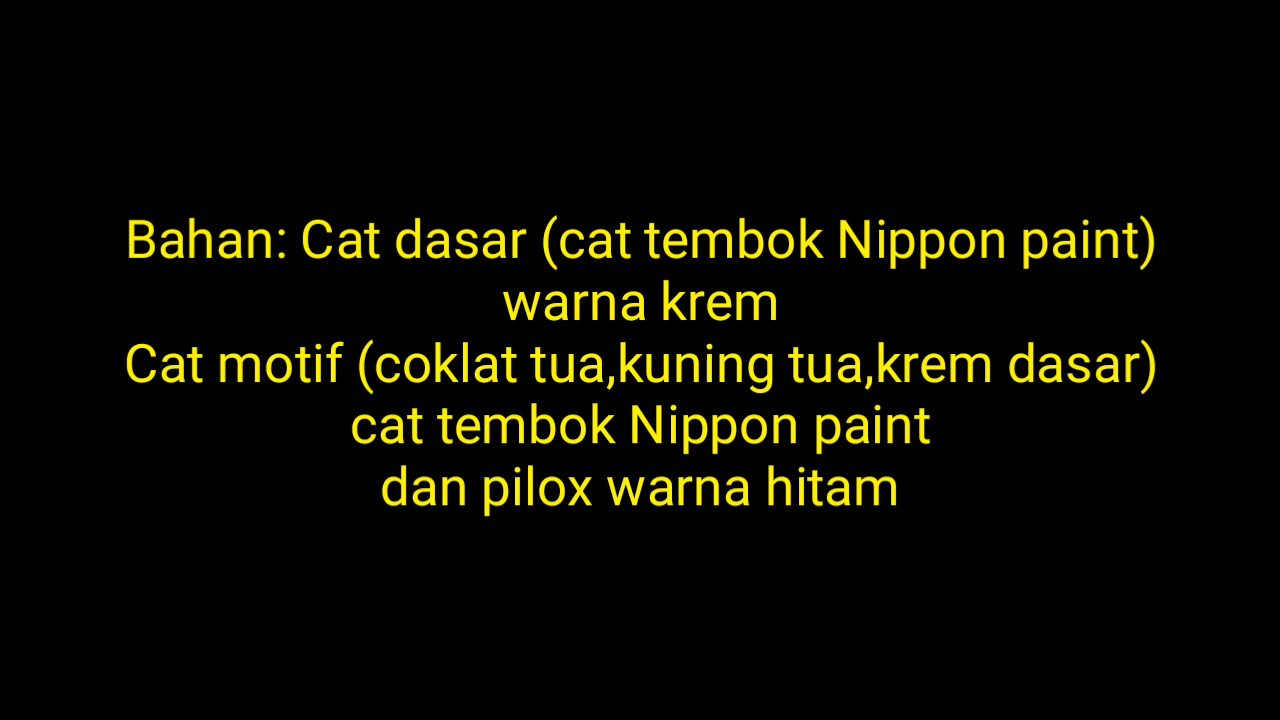 Bahan: Cat dasar (cat tembok Nippon paint)
warna krem
Cat motif (coklat tua,kuning tua,krem dasar)
cat tembok Nippon paint
dan pilox warna hitam